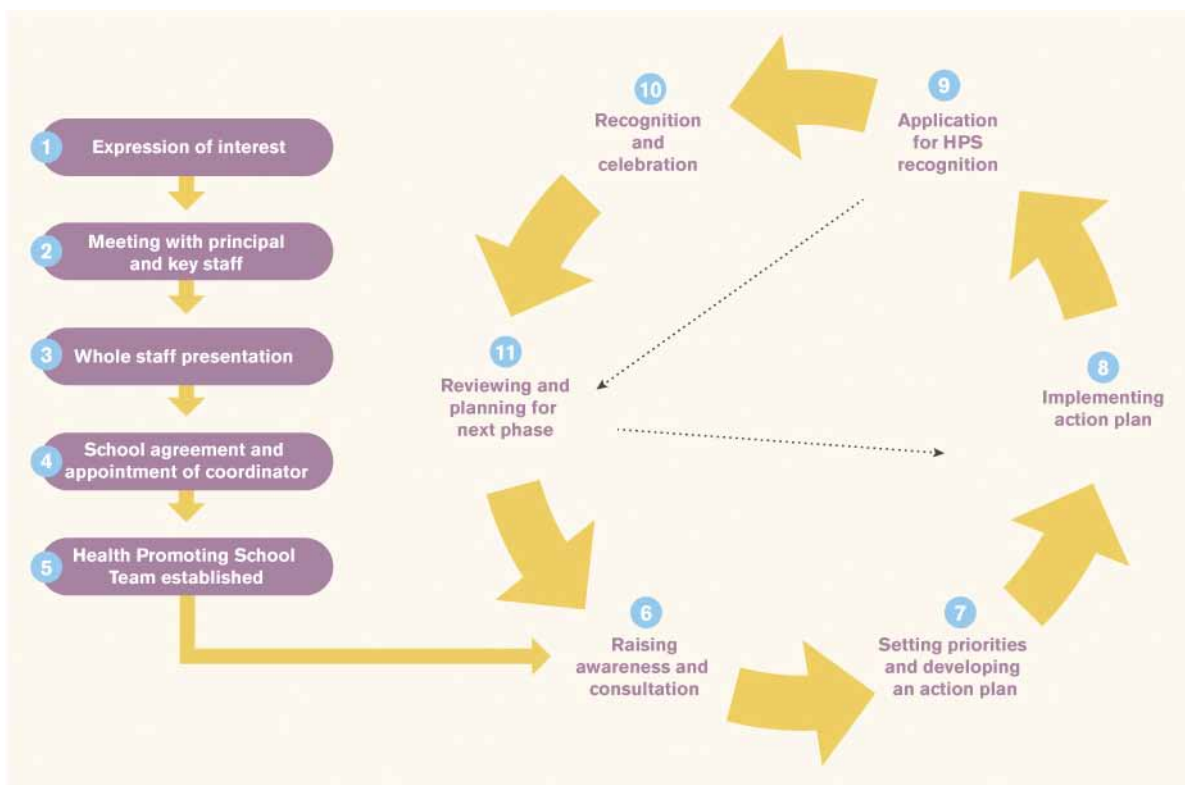 1
Expression of interest
2
Meeting with principal
and key staff
3
Whole staff presentation
4
School agreement and
appointment of coordinator
5
Health Promoting School
Team established
6
Raising
awareness and
consultation
7
Setting priorities
and developing
an action plan
8
Implementing
action plan
9
Application
for HPS
recognition
10
Recognition
and
celebration
11
Reviewing and
planning for
next phase